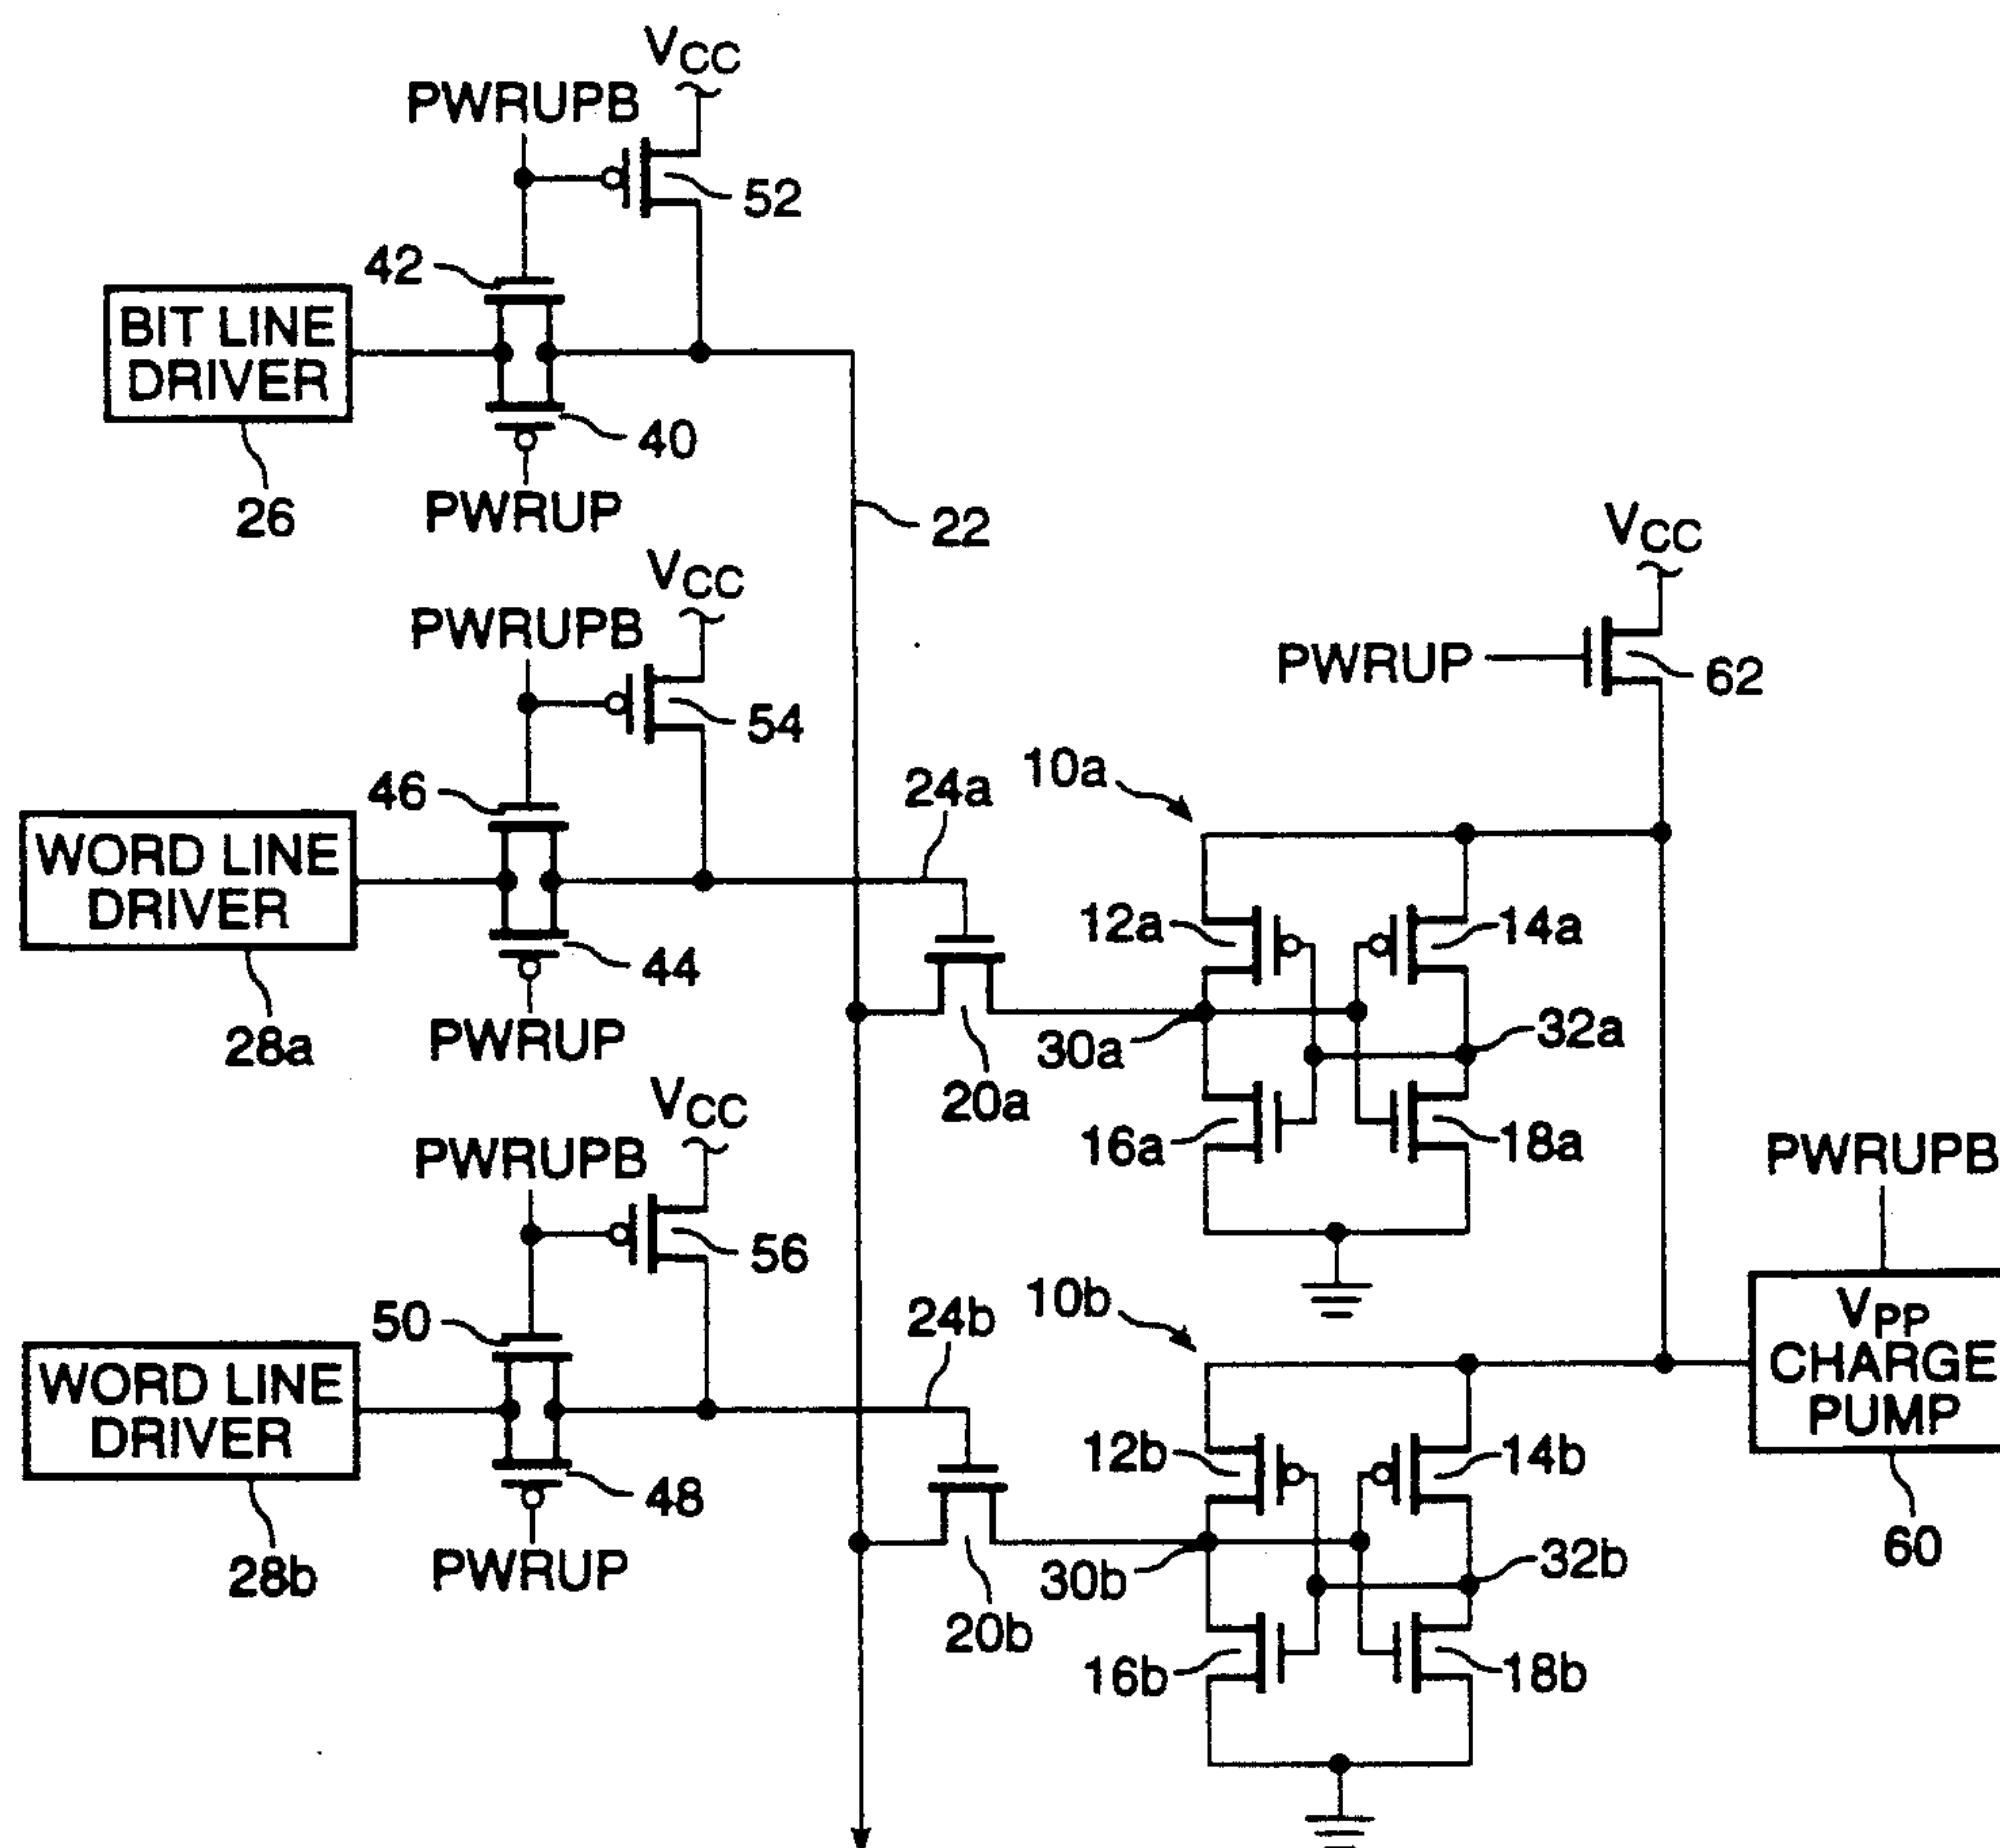 VCC
PWRUPB
52
42
BIT LINE
DRIVER
40
26
PWRUP
22
VCC
VCC
PWRUPB
PWRUP
62
54
46
24a
10a
WORD LINE
DRIVER
12a
14a
44
28a
PWRUP
30a
32a
20a
VCC
16a
18a
PWRUPB
PWRUPB
56
10b
50
24b
VPP
CHARGE
PUMP
WORD LINE
DRIVER
12b
14b
48
60
28b
PWRUP
30b
32b
20b
16b
18b